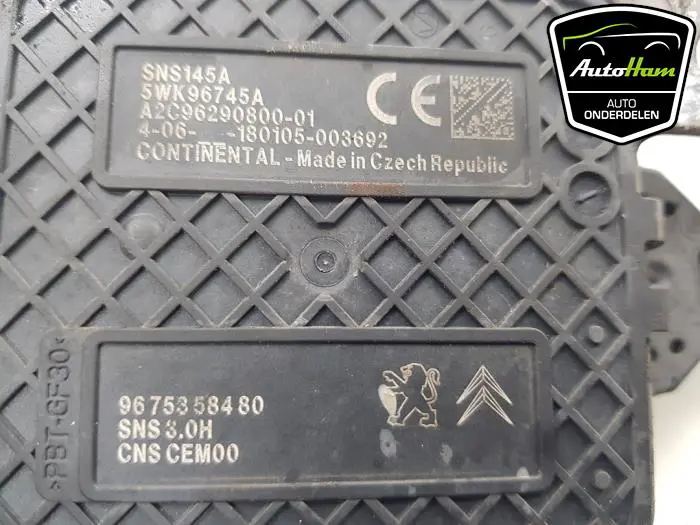 SNS145A
5WK96745A
A2C96290800-01
4-06- -180105-003692
CONTINENTAL - Made in Czech Republic
CE
AUTOHAM
AUTO
ONDERDELEN
>PBT-GF30<
96 753 584 80
SNS 3.0H
CNS CEM00